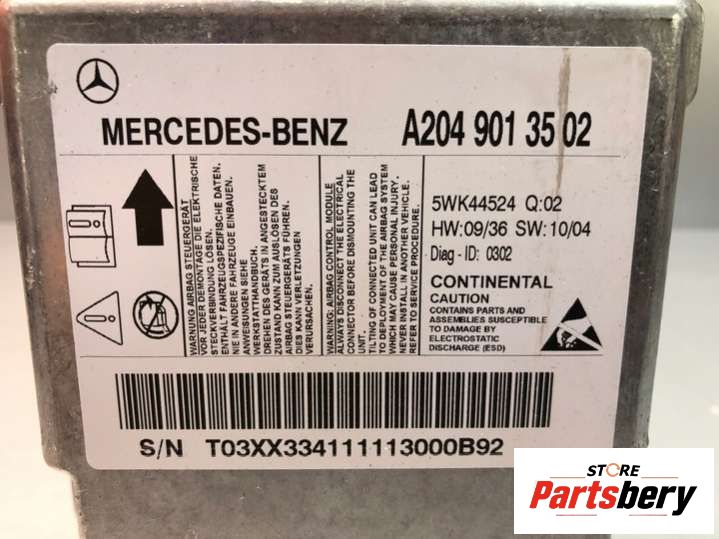 MERCEDES-BENZ A204 901 35 02
WARNUNG AIRBAG STEUERGERÄT
VOR JEDER DEMONTAGE DIE ELEKTRISCHE
STECKVERBINDUNG LÖSEN.
ENTHÄLT FAHRZEUGSPEZIFISCHE DATEN.
NIE IN ANDERE FAHRZEUGE EINBAUEN.
ANWEISUNGEN SIEHE
WERKSTATTHANDBUCH.
DREHEN DES GERÄTS IN ANGESTECKTEM
ZUSTAND KANN ZUM AUSLÖSEN DES
AIRBAG STEUERGERÄTS FÜHREN.
DIES KANN VERLETZUNGEN
VERURSACHEN.
WARNING: AIRBAG CONTROL MODULE
ALWAYS DISCONNECT THE ELECTRICAL
CONNECTOR BEFORE DISMOUNTING THE
UNIT.
TILTING OF CONNECTED UNIT CAN LEAD
TO DEPLOYMENT OF THE AIRBAG SYSTEM
WHICH MAY CAUSE PERSONAL INJURY.
NEVER INSTALL IN ANOTHER VEHICLE.
REFER TO SERVICE PROCEDURE.
5WK44524 Q:02
HW:09/36 SW:10/04
Diag - ID: 0302
CONTINENTAL
CAUTION
CONTAINS PARTS AND
ASSEMBLIES SUSCEPTIBLE
TO DAMAGE BY
ELECTROSTATIC
DISCHARGE (ESD)
S/N T03XX334111113000B92
STORE
Partsbery